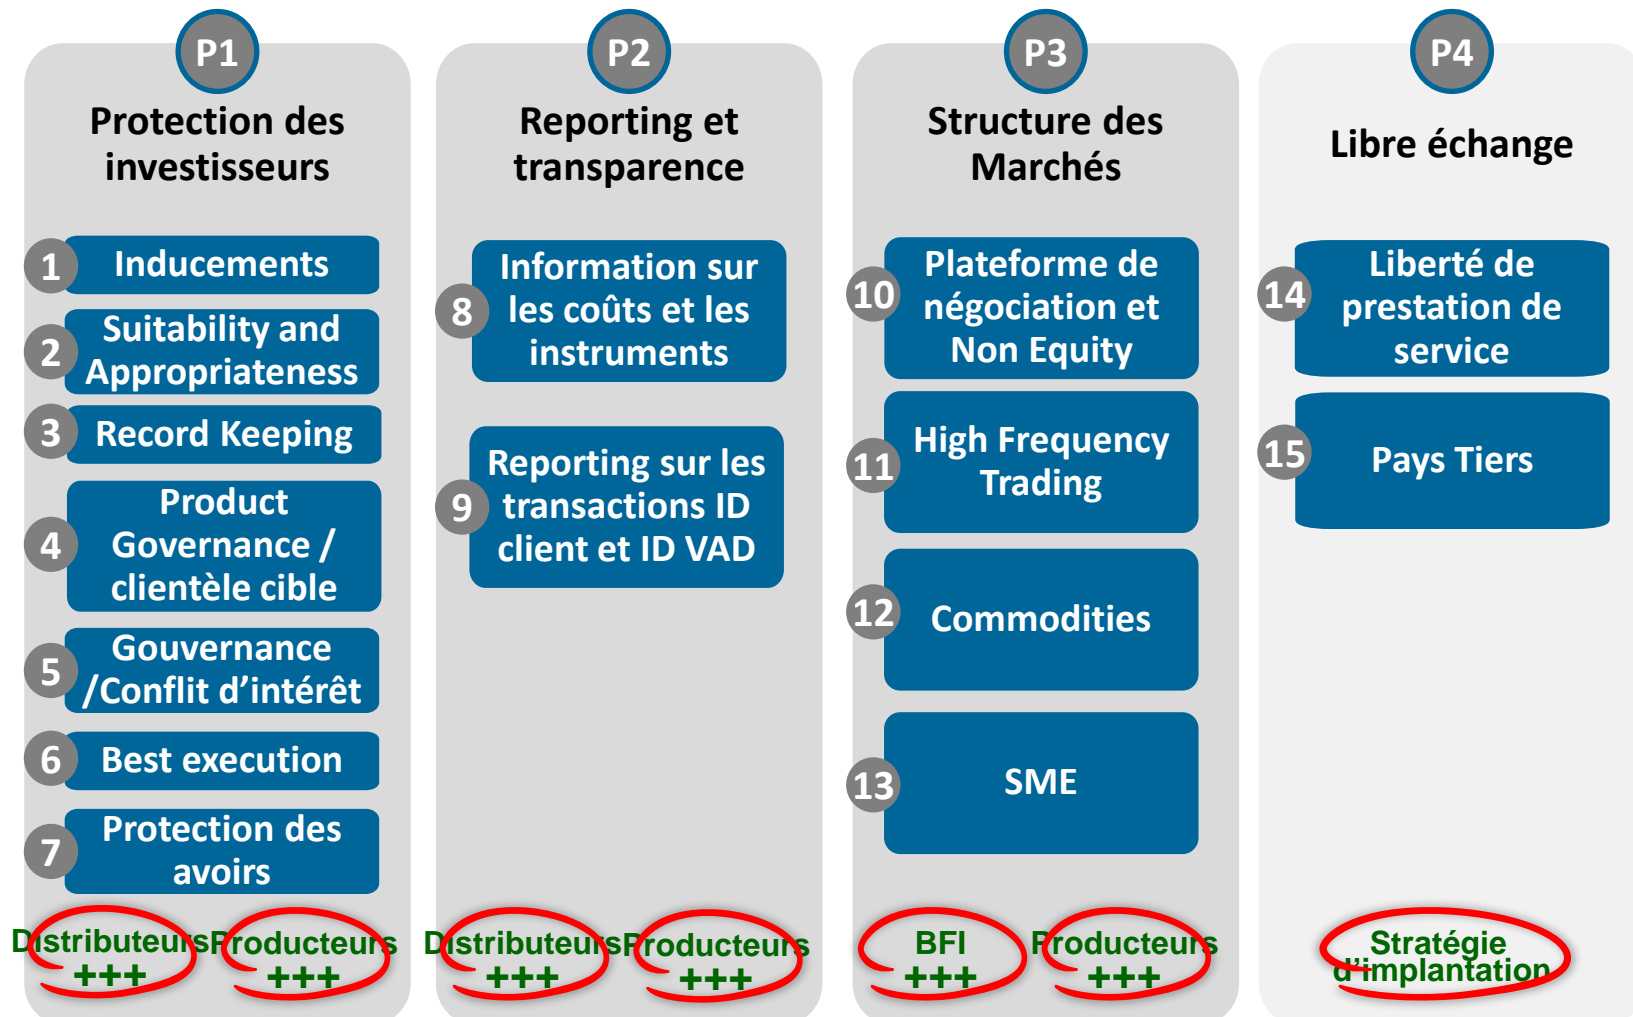 P1
Protection des
investisseurs
1
Inducements
2
Suitability and
Appropriateness
3
Record Keeping
4
Product
Governance /
clientèle cible
5
Gouvernance
/Conflit d’intérêt
6
Best execution
7
Protection des
avoirs
Distributeurs
+++
Producteurs
+++
P2
Reporting et
transparence
8
Information sur
les coûts et les
instruments
9
Reporting sur les
transactions ID
client et ID VAD
Distributeurs
+++
Producteurs
+++
P3
Structure des
Marchés
10
Plateforme de
négociation et
Non Equity
11
High Frequency
Trading
12
Commodities
13
SME
BFI
+++
Producteurs
+++
P4
Libre échange
14
Liberté de
prestation de
service
15
Pays Tiers
Stratégie
d’implantation